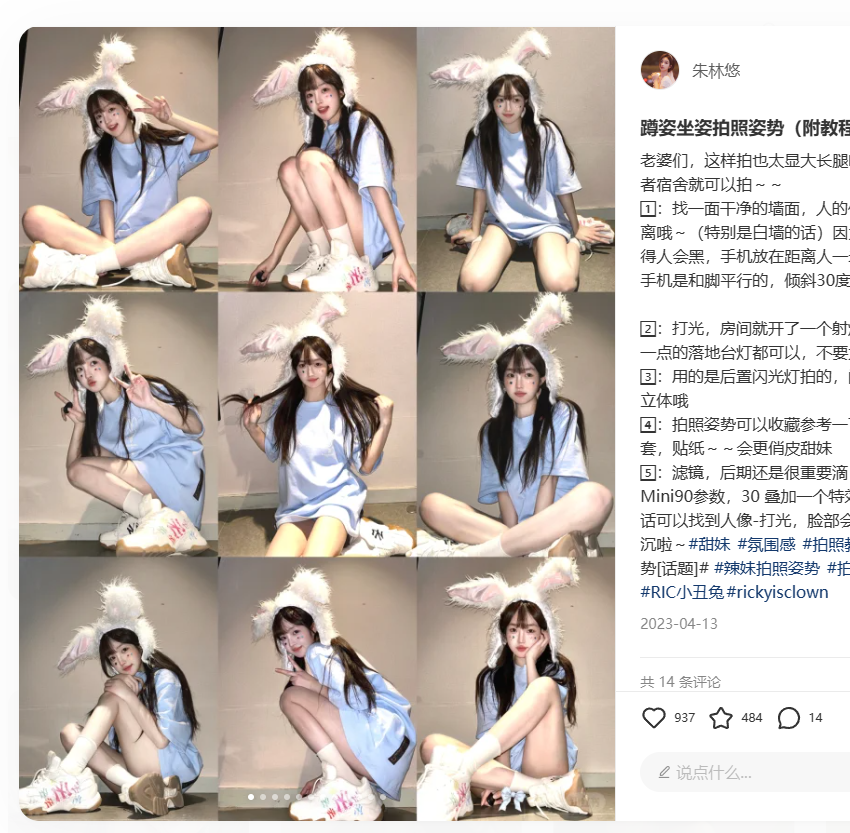 朱林悠
蹲姿坐姿拍照姿势（附教程
老婆们，这样拍也太显大长腿
者宿舍就可以拍～～
1️⃣：找一面干净的墙面，人的
离哦～（特别是白墙的话）因
得人会黑，手机放在距离人一
手机是和脚平行的，倾斜30度
2️⃣：打光，房间就开了一个射
一点的落地台灯都可以，不要
3️⃣：用的是后置闪光灯拍的，
立体哦
4️⃣：拍照姿势可以收藏参考一
套，贴纸～～会更俏皮甜妹
5️⃣：滤镜，后期还是很重要滴
Mini90参数，30 叠加一个特效
话可以找到人像-打光，脸部会
沉啦～#甜妹 #氛围感 #拍照教
势[话题]# #辣妹拍照姿势 #拍
#RIC小丑兔#rickyisclown
2023-04-13
共 14 条评论
937 484 14
说点什么...